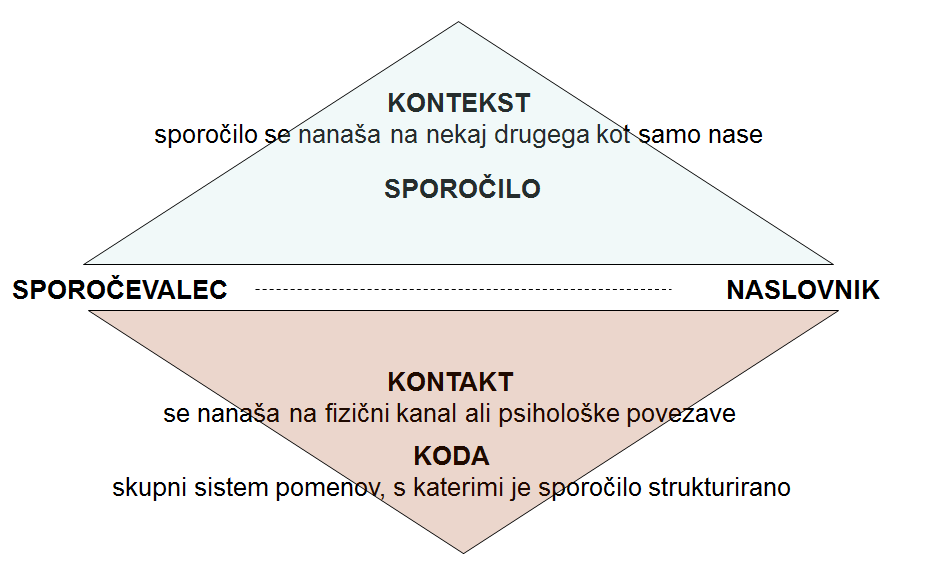 KONTEKST
sporočilo se nanaša na nekaj drugega kot samo nase
SPOROČILO
SPOROČEVALEC
NASLOVNIK
KONTAKT
se nanaša na fizični kanal ali psihološke povezave
KODA
skupni sistem pomenov, s katerimi je sporočilo strukturirano